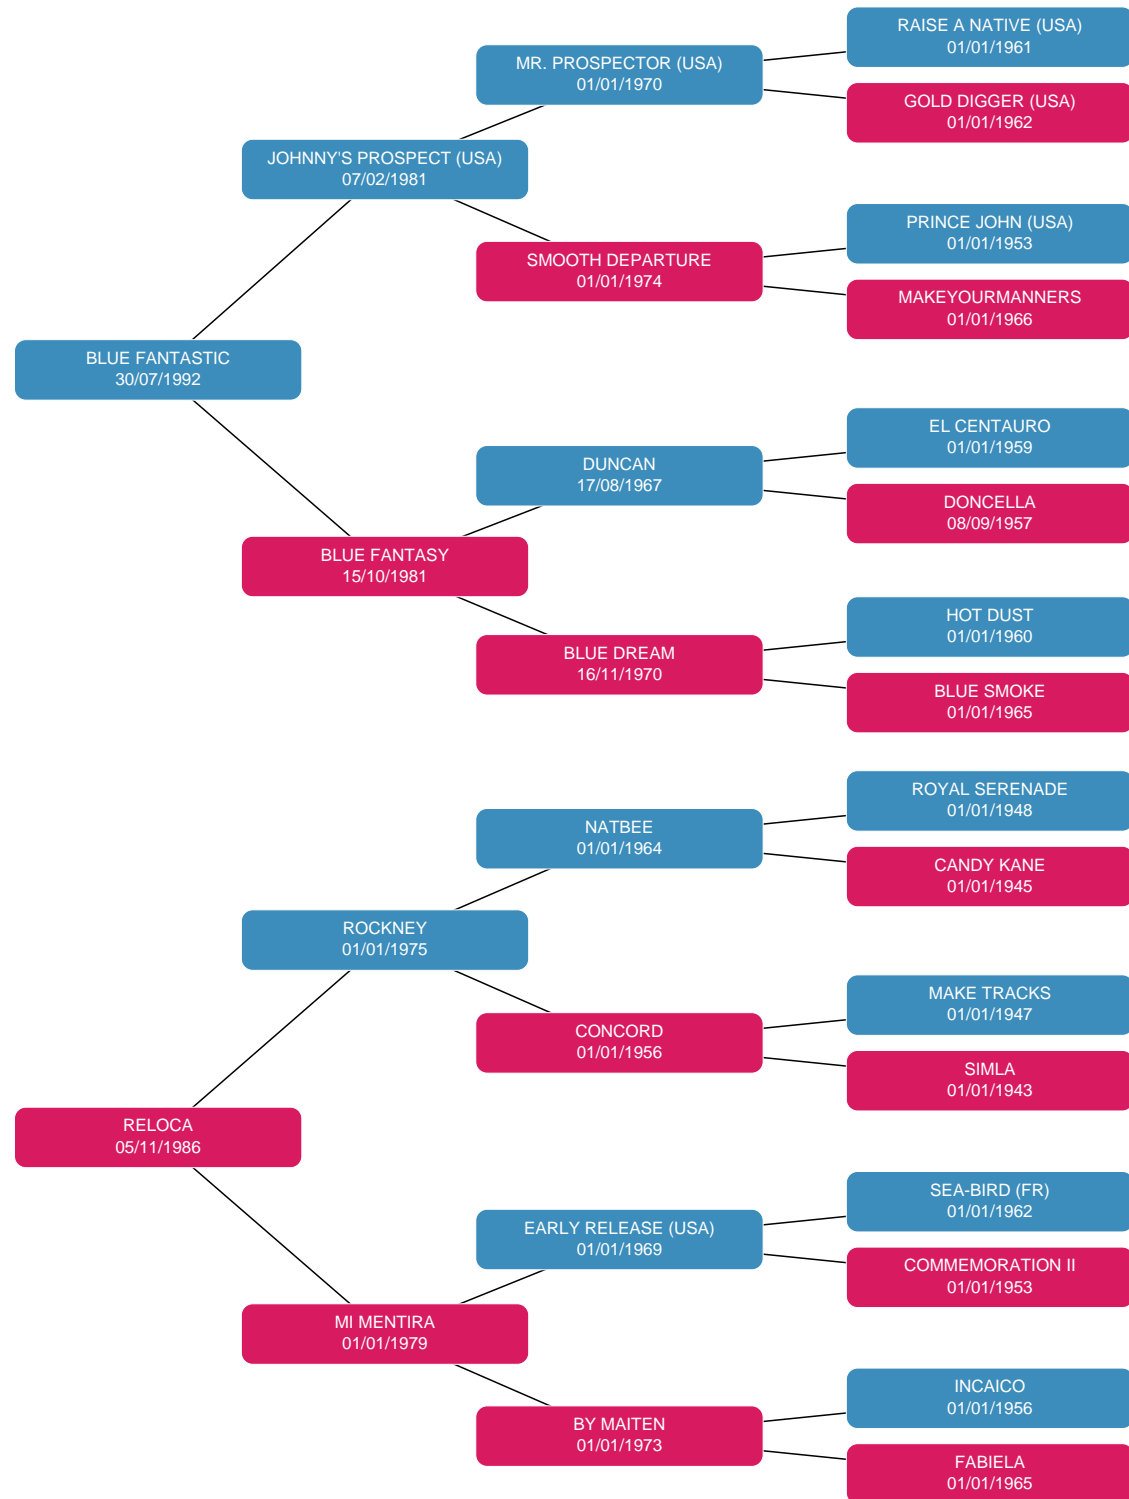 RAISE A NATIVE (USA)
01/01/1961
MR. PROSPECTOR (USA)
01/01/1970
GOLD DIGGER (USA)
01/01/1962
JOHNNY'S PROSPECT (USA)
07/02/1981
PRINCE JOHN (USA)
01/01/1953
SMOOTH DEPARTURE
01/01/1974
MAKEYOURMANNERS
01/01/1966
BLUE FANTASTIC
30/07/1992
EL CENTAURO
01/01/1959
DUNCAN
17/08/1967
DONCELLA
08/09/1957
BLUE FANTASY
15/10/1981
HOT DUST
01/01/1960
BLUE DREAM
16/11/1970
BLUE SMOKE
01/01/1965
ROYAL SERENADE
01/01/1948
NATBEE
01/01/1964
CANDY KANE
01/01/1945
ROCKNEY
01/01/1975
MAKE TRACKS
01/01/1947
CONCORD
01/01/1956
SIMLA
01/01/1943
RELOCA
05/11/1986
SEA-BIRD (FR)
01/01/1962
EARLY RELEASE (USA)
01/01/1969
COMMEMORATION II
01/01/1953
MI MENTIRA
01/01/1979
INCAICO
01/01/1956
BY MAITEN
01/01/1973
FABIELA
01/01/1965